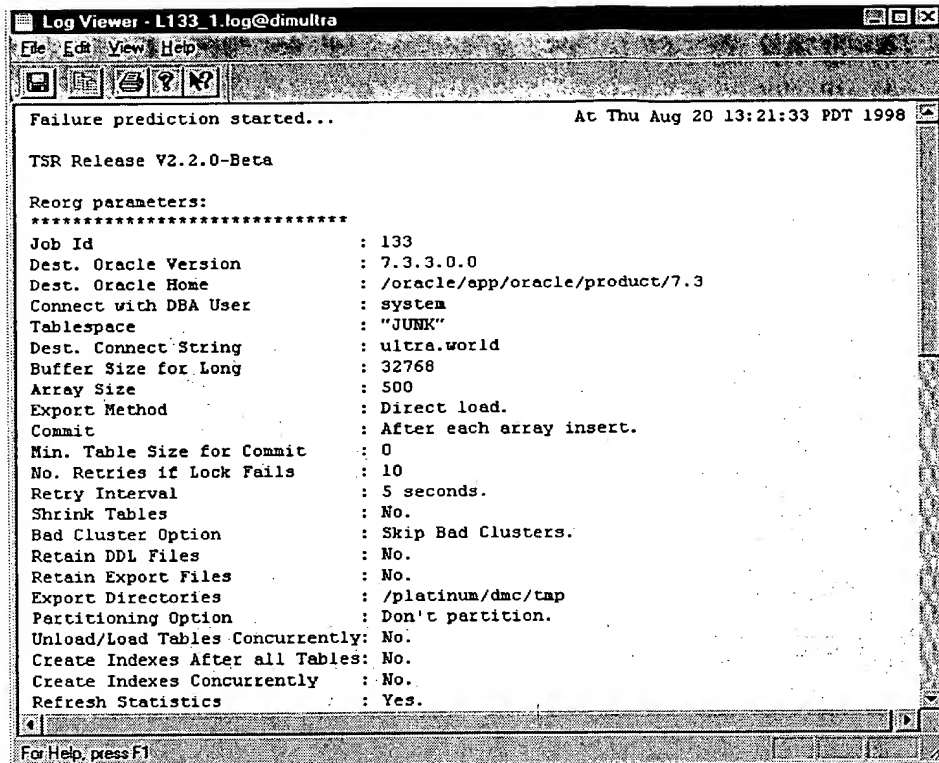 Log Viewer - L133_1.log@dimultra
File Edit View Help
Failure prediction started... At Thu Aug 20 13:21:33 PDT 1998
TSR Release V2.2.0-Beta
Reorg parameters:
******************************
Job Id : 133
Dest. Oracle Version : 7.3.3.0.0
Dest. Oracle Home : /oracle/app/oracle/product/7.3
Connect with DBA User : system
Tablespace : "JUNK"
Dest. Connect String : ultra.world
Buffer Size for Long : 32768
Array Size : 500
Export Method : Direct load.
Commit : After each array insert.
Min. Table Size for Commit : 0
No. Retries if Lock Fails : 10
Retry Interval : 5 seconds.
Shrink Tables : No.
Bad Cluster Option : Skip Bad Clusters.
Retain DDL Files : No.
Retain Export Files : No.
Export Directories : /platinum/dmc/tmp
Partitioning Option : Don't partition.
Unload/Load Tables Concurrently: No.
Create Indexes After all Tables: No.
Create Indexes Concurrently : No.
Refresh Statistics : Yes.
For Help, press F1